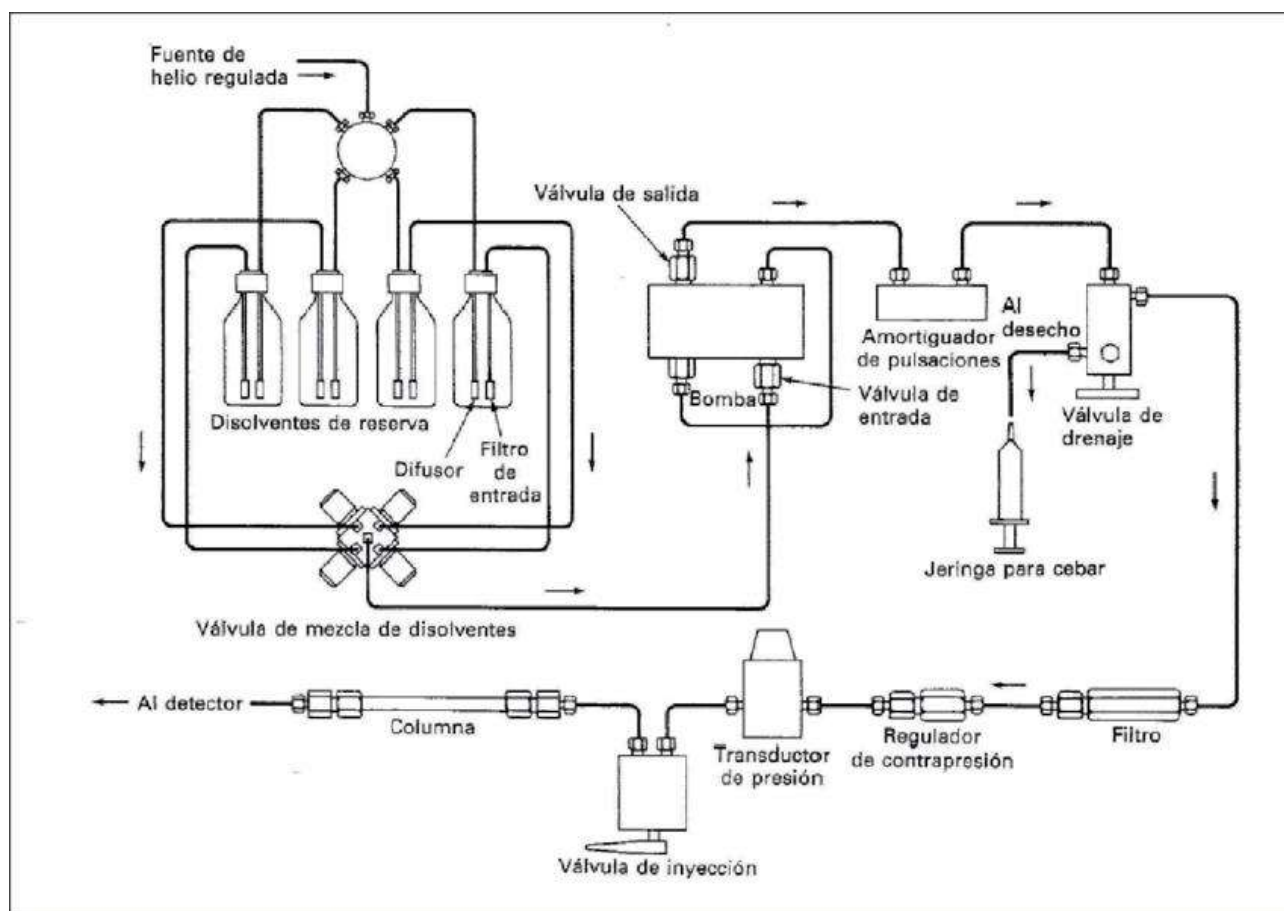 Fuente de
helio regulada
Válvula de salida
Disolventes de reserva
Difusor
Filtro
de
entrada
Bomba
Válvula de
entrada
Amortiguador
de pulsaciones
Al
desecho
Válvula de
drenaje
Jeringa para cebar
Válvula de mezcla de disolventes
Al detector
Columna
Transductor
de presión
Regulador
de contrapresión
Filtro
Válvula de inyección